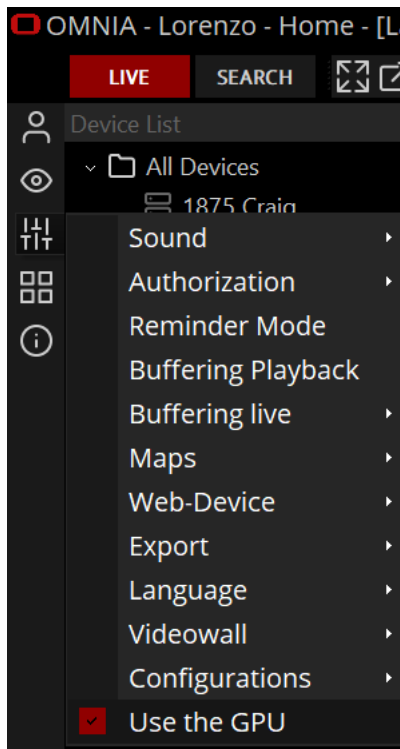 OMNIA - Lorenzo - Home - [L
LIVE SEARCH
Device List
All Devices
1875 Craig
Sound
Authorization
Reminder Mode
Buffering Playback
Buffering live
Maps
Web-Device
Export
Language
Videowall
Configurations
Use the GPU